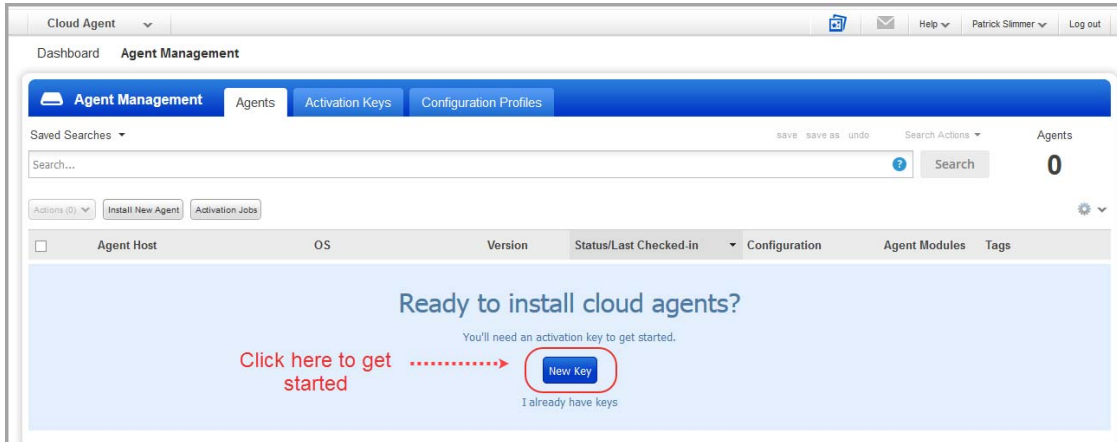 Cloud Agent
Help
Patrick Slimmer
Log out
Dashboard Agent Management
Agent Management
Agents
Activation Keys
Configuration Profiles
Saved Searches
save save as undo
Search Actions
Agents
Search...
?
Search
0
Actions (0)
Install New Agent
Activation Jobs
Agent Host OS Version Status/Last Checked-in Configuration Agent Modules Tags
Ready to install cloud agents?
You'll need an activation key to get started.
Click here to get
started
New Key
I already have keys